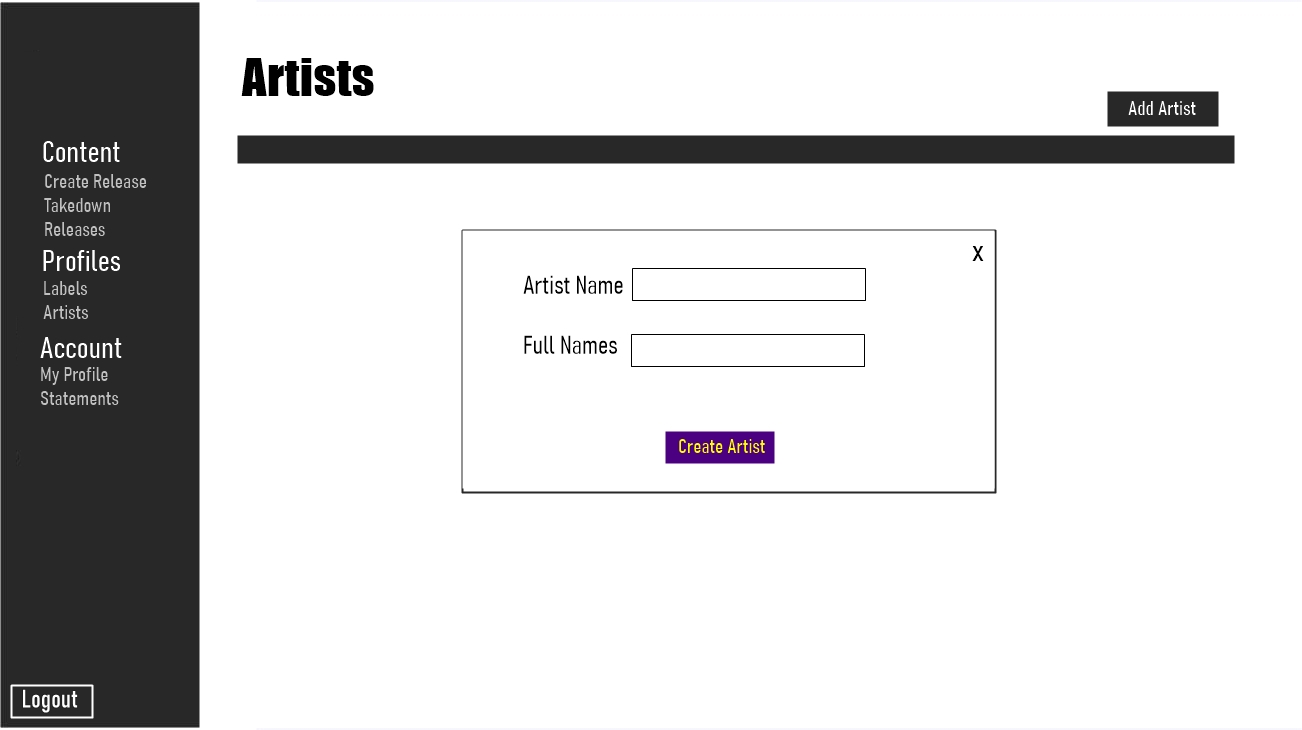 Artists
Add Artist
Content
Create Release
Takedown
Releases
Profiles
Labels
Artists
Account
My Profile
Statements
Logout
X
Artist Name
Full Names
Create Artist